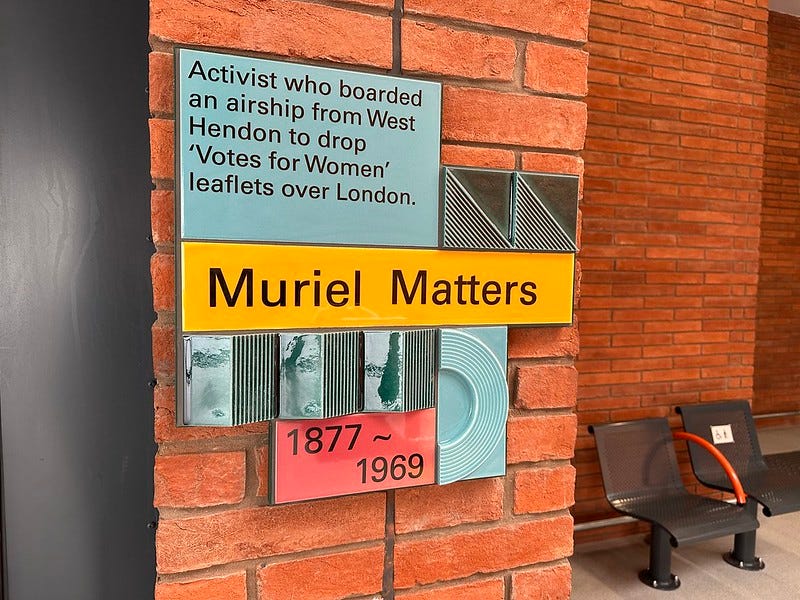 Activist who boarded
an airship from West
Hendon to drop
‘Votes for Women’
leaflets over London.
Muriel Matters
1877 ~
1969